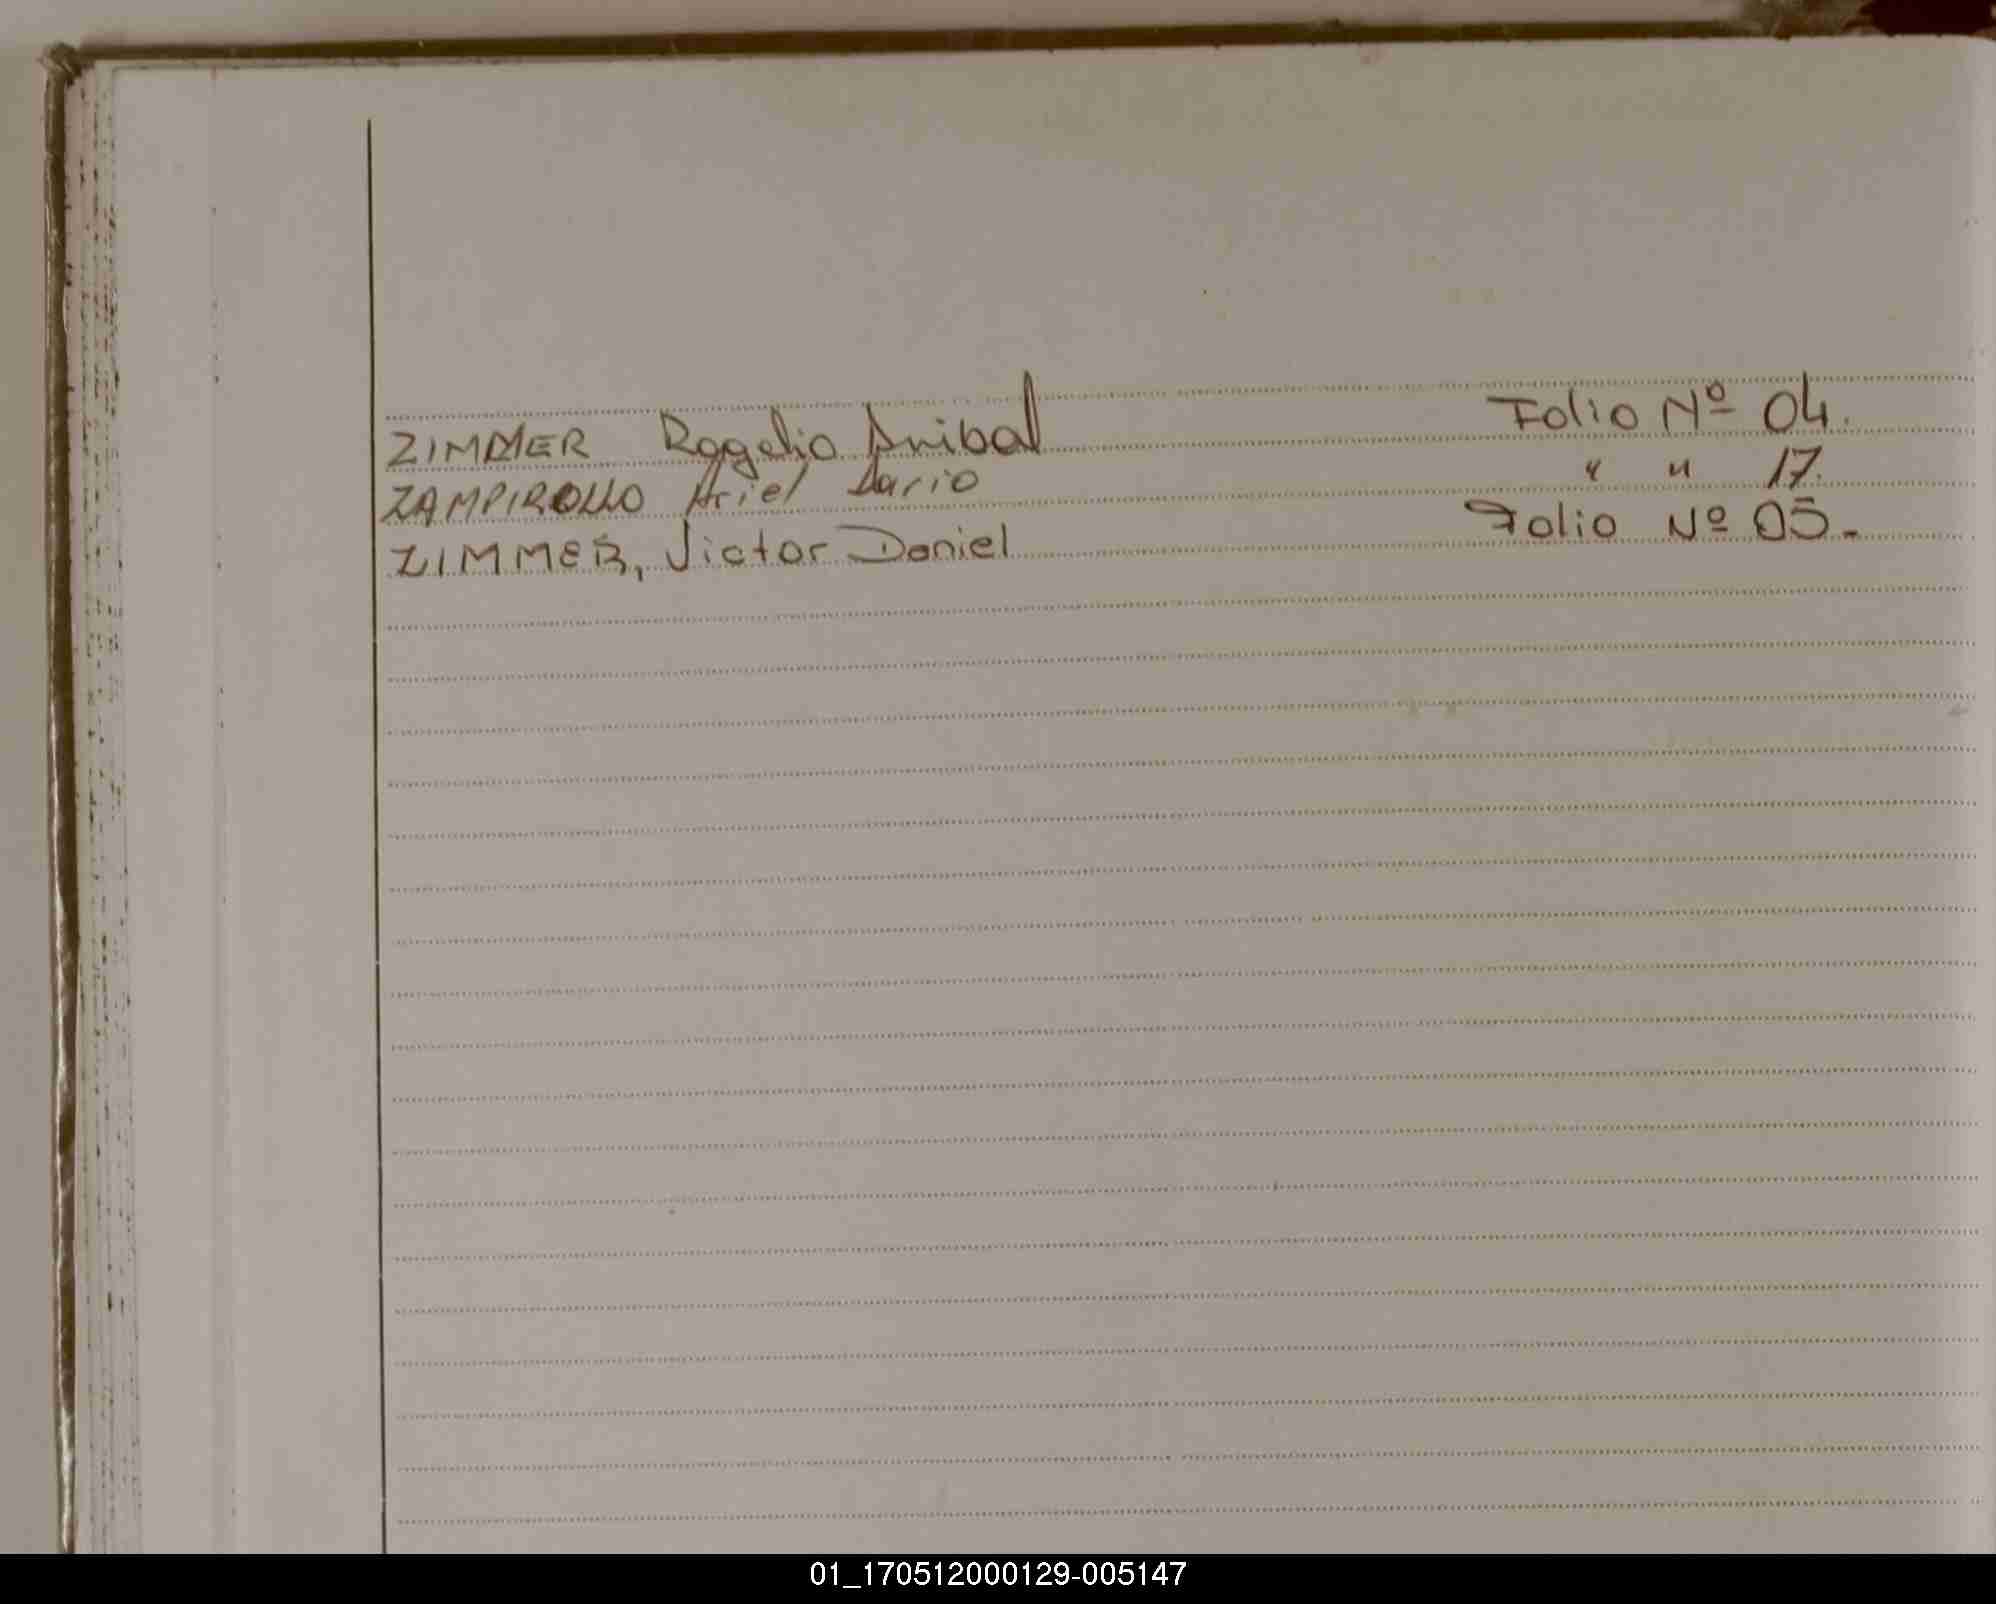 ZIMMER Rogelio Anibal Folio Nº 04.
ZAMPIROLLO Ariel Dario " " 17.
ZIMMER, Victor Daniel Folio Nº 05.-
01_170512000129-005147